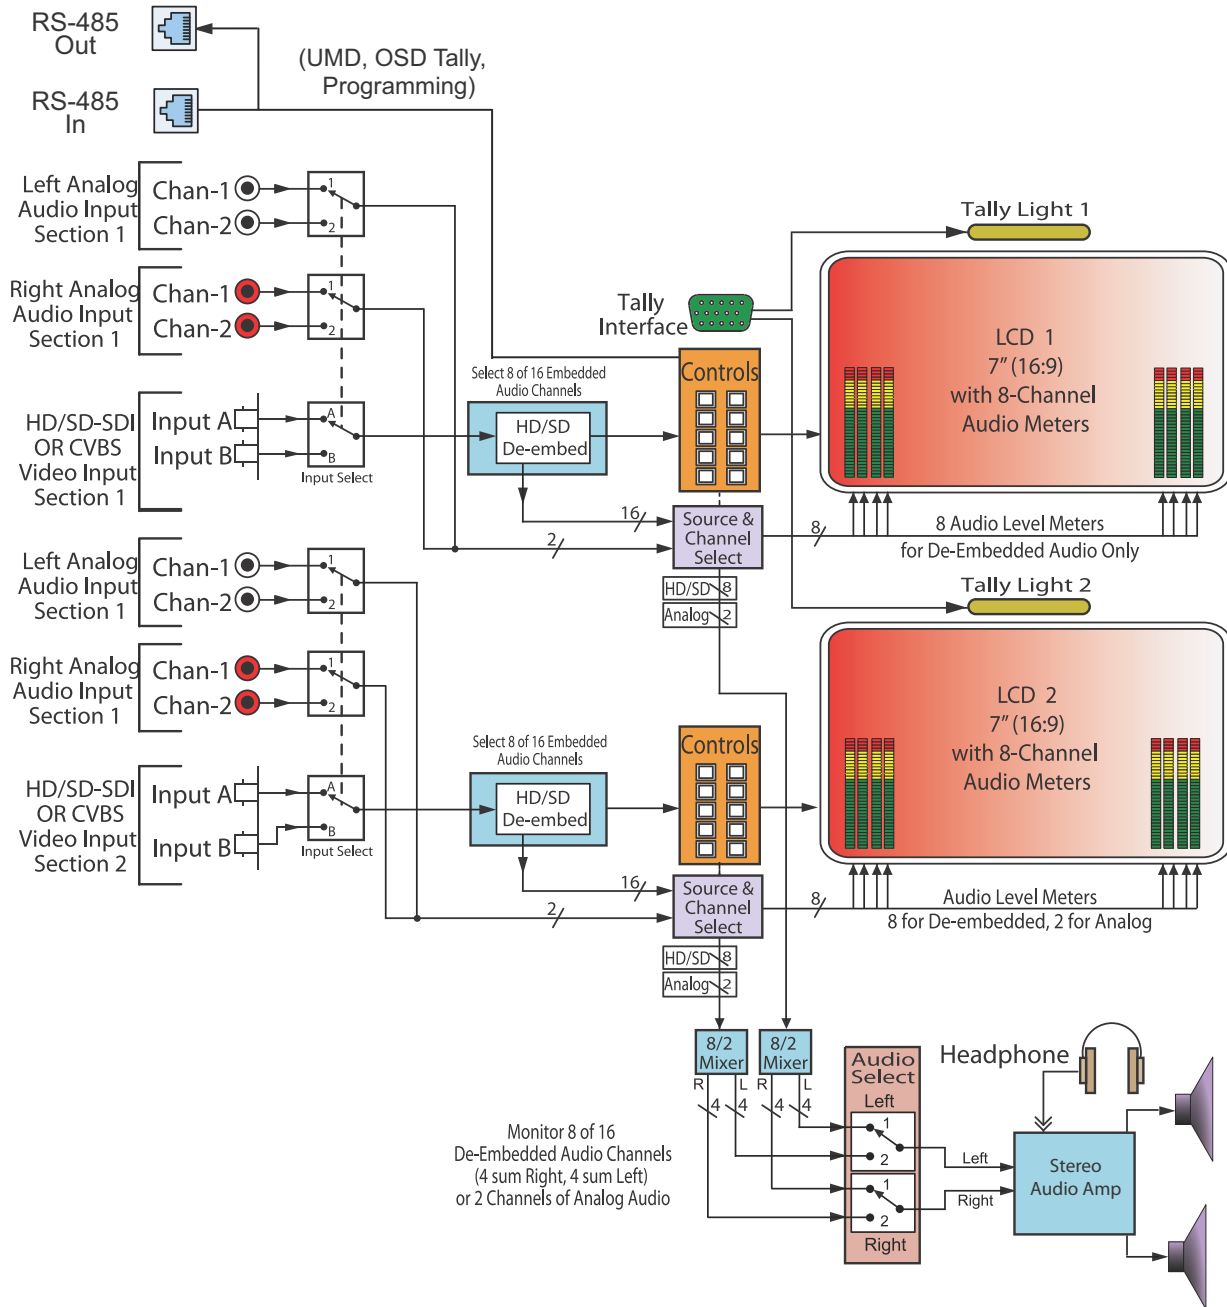 RS-485
Out
RS-485
In
(UMD, OSD Tally,
Programming)
Left Analog
Audio Input
Section 1
Chan-1
Chan-2
1
2
Right Analog
Audio Input
Section 1
Chan-1
Chan-2
1
2
HD/SD-SDI
OR CVBS
Video Input
Section 1
Input A
Input B
A
B
Input Select
Select 8 of 16 Embedded
Audio Channels
HD/SD
De-embed
Tally
Interface
Controls
Tally Light 1
LCD 1
7” (16:9)
with 8-Channel
Audio Meters
16
2
Source &
Channel
Select
8
8 Audio Level Meters
for De-Embedded Audio Only
HD/SD 8
Analog 2
Left Analog
Audio Input
Section 1
Chan-1
Chan-2
1
2
Right Analog
Audio Input
Section 1
Chan-1
Chan-2
1
2
HD/SD-SDI
OR CVBS
Video Input
Section 2
Input A
Input B
A
B
Input Select
Select 8 of 16 Embedded
Audio Channels
HD/SD
De-embed
Controls
Tally Light 2
LCD 2
7” (16:9)
with 8-Channel
Audio Meters
16
2
Source &
Channel
Select
8
Audio Level Meters
8 for De-embedded, 2 for Analog
HD/SD 8
Analog 2
8/2
Mixer
8/2
Mixer
R L R L
4 4 4 4
Audio
Select
Left
1
2
1
2
Right
Monitor 8 of 16
De-Embedded Audio Channels
(4 sum Right, 4 sum Left)
or 2 Channels of Analog Audio
Left
Right
Headphone
Stereo
Audio Amp